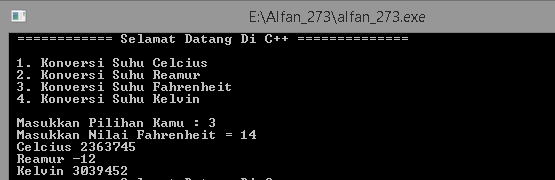 E:\Alfan_273\alfan_273.exe
============ Selamat Datang Di C++ ==============
1. Konversi Suhu Celcius
2. Konversi Suhu Reamur
3. Konversi Suhu Fahrenheit
4. Konversi Suhu Kelvin
Masukkan Pilihan Kamu : 3
Masukkan Nilai Fahrenheit = 14
Celcius 2363745
Reamur -12
Kelvin 3039452